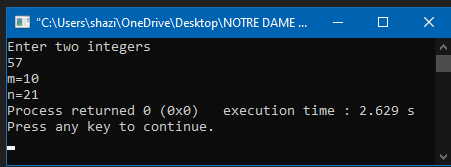 "C:\Users\shazi\OneDrive\Desktop\NOTRE DAME ...
Enter two integers
57
m=10
n=21
Process returned 0 (0x0)   execution time : 2.629 s
Press any key to continue.